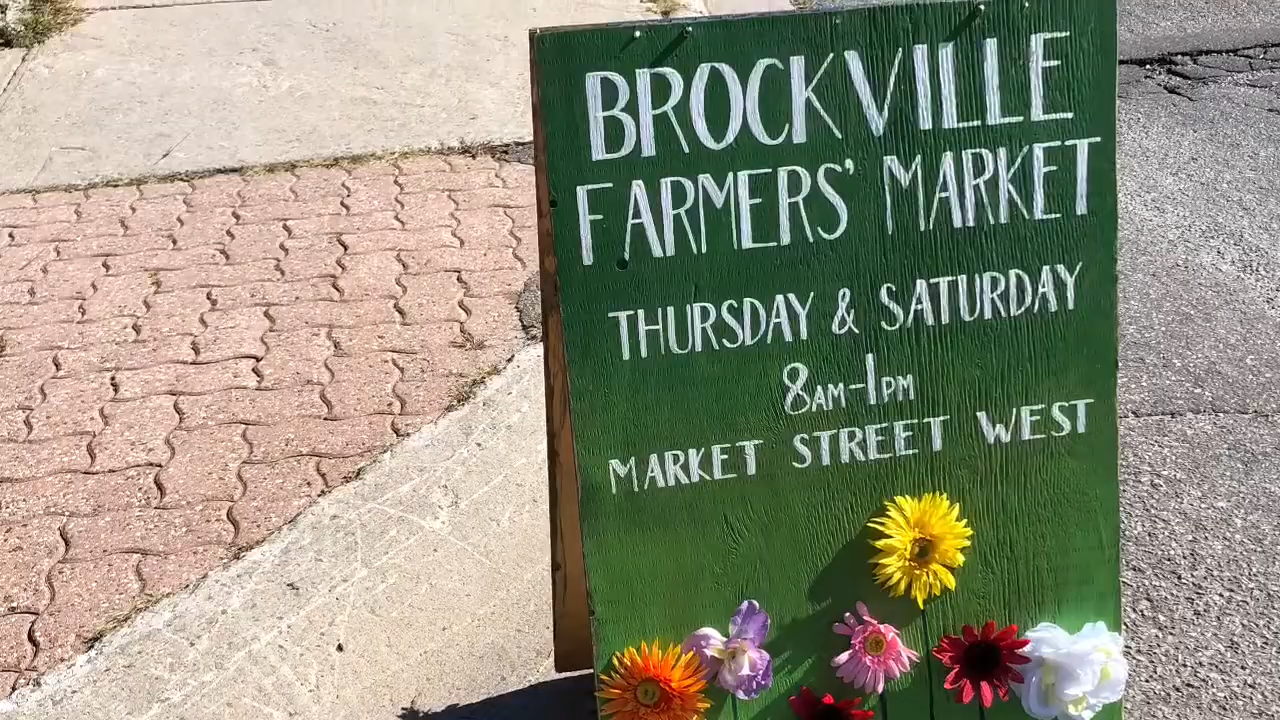 BROCKVILLE
FARMERS' MARKET
THURSDAY & SATURDAY
8AM-1PM
MARKET STREET WEST